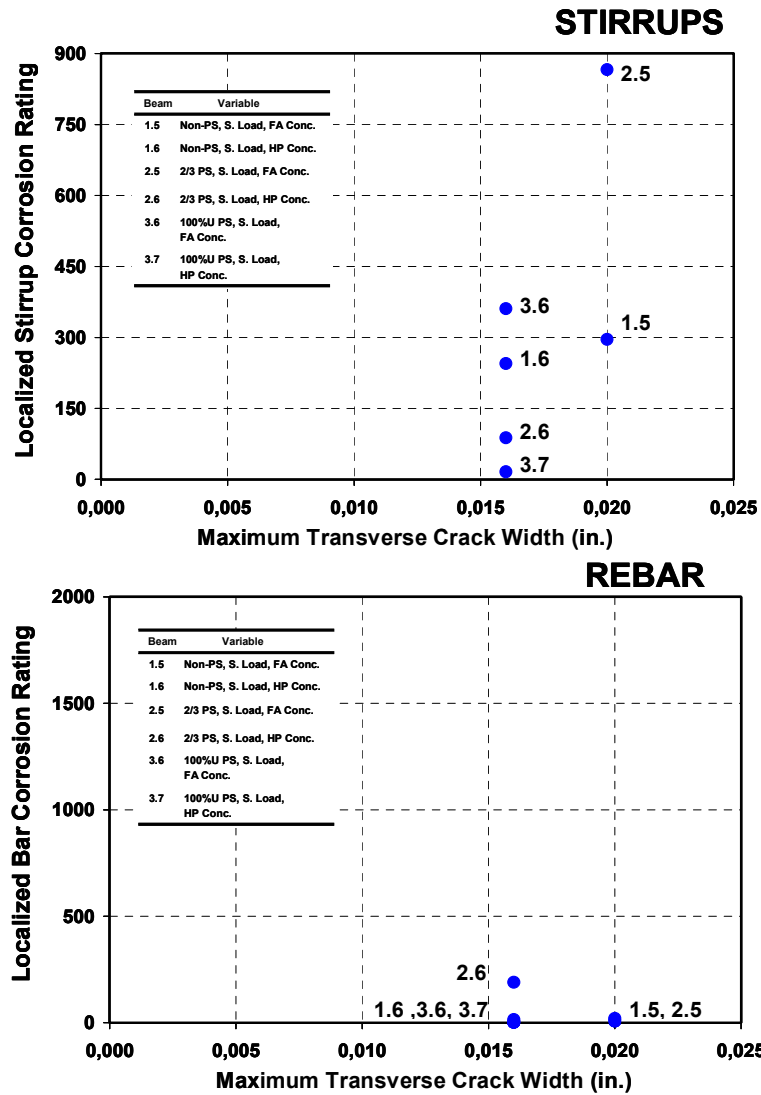 STIRRUPS
Localized Stirrup Corrosion Rating
900
750
600
450
300
150
0
Beam Variable
1.5 Non-PS, S. Load, FA Conc.
1.6 Non-PS, S. Load, HP Conc.
2.5 2/3 PS, S. Load, FA Conc.
2.6 2/3 PS, S. Load, HP Conc.
3.6 100%U PS, S. Load,
FA Conc.
3.7 100%U PS, S. Load,
HP Conc.
2.5
3.6
1.5
1.6
2.6
3.7
0,000 0,005 0,010 0,015 0,020 0,025
Maximum Transverse Crack Width (in.)
REBAR
Localized Bar Corrosion Rating
2000
1500
1000
500
0
Beam Variable
1.5 Non-PS, S. Load, FA Conc.
1.6 Non-PS, S. Load, HP Conc.
2.5 2/3 PS, S. Load, FA Conc.
2.6 2/3 PS, S. Load, HP Conc.
3.6 100%U PS, S. Load,
FA Conc.
3.7 100%U PS, S. Load,
HP Conc.
2.6
1.6 ,3.6, 3.7
1.5, 2.5
0,000 0,005 0,010 0,015 0,020 0,025
Maximum Transverse Crack Width (in.)